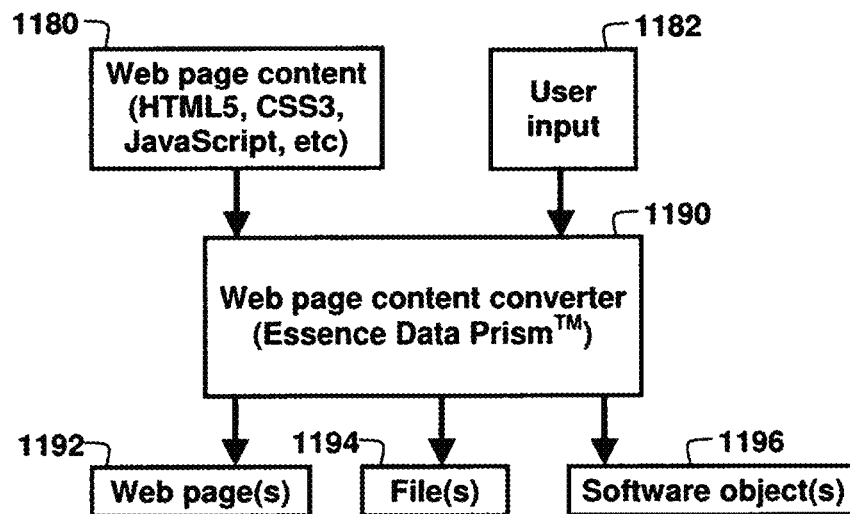 1180
1182
Web page content
(HTML5, CSS3,
JavaScript, etc)
User
input
1190
Web page content converter
(Essence Data Prism™)
1192
1194
1196
Web page(s)
File(s)
Software object(s)